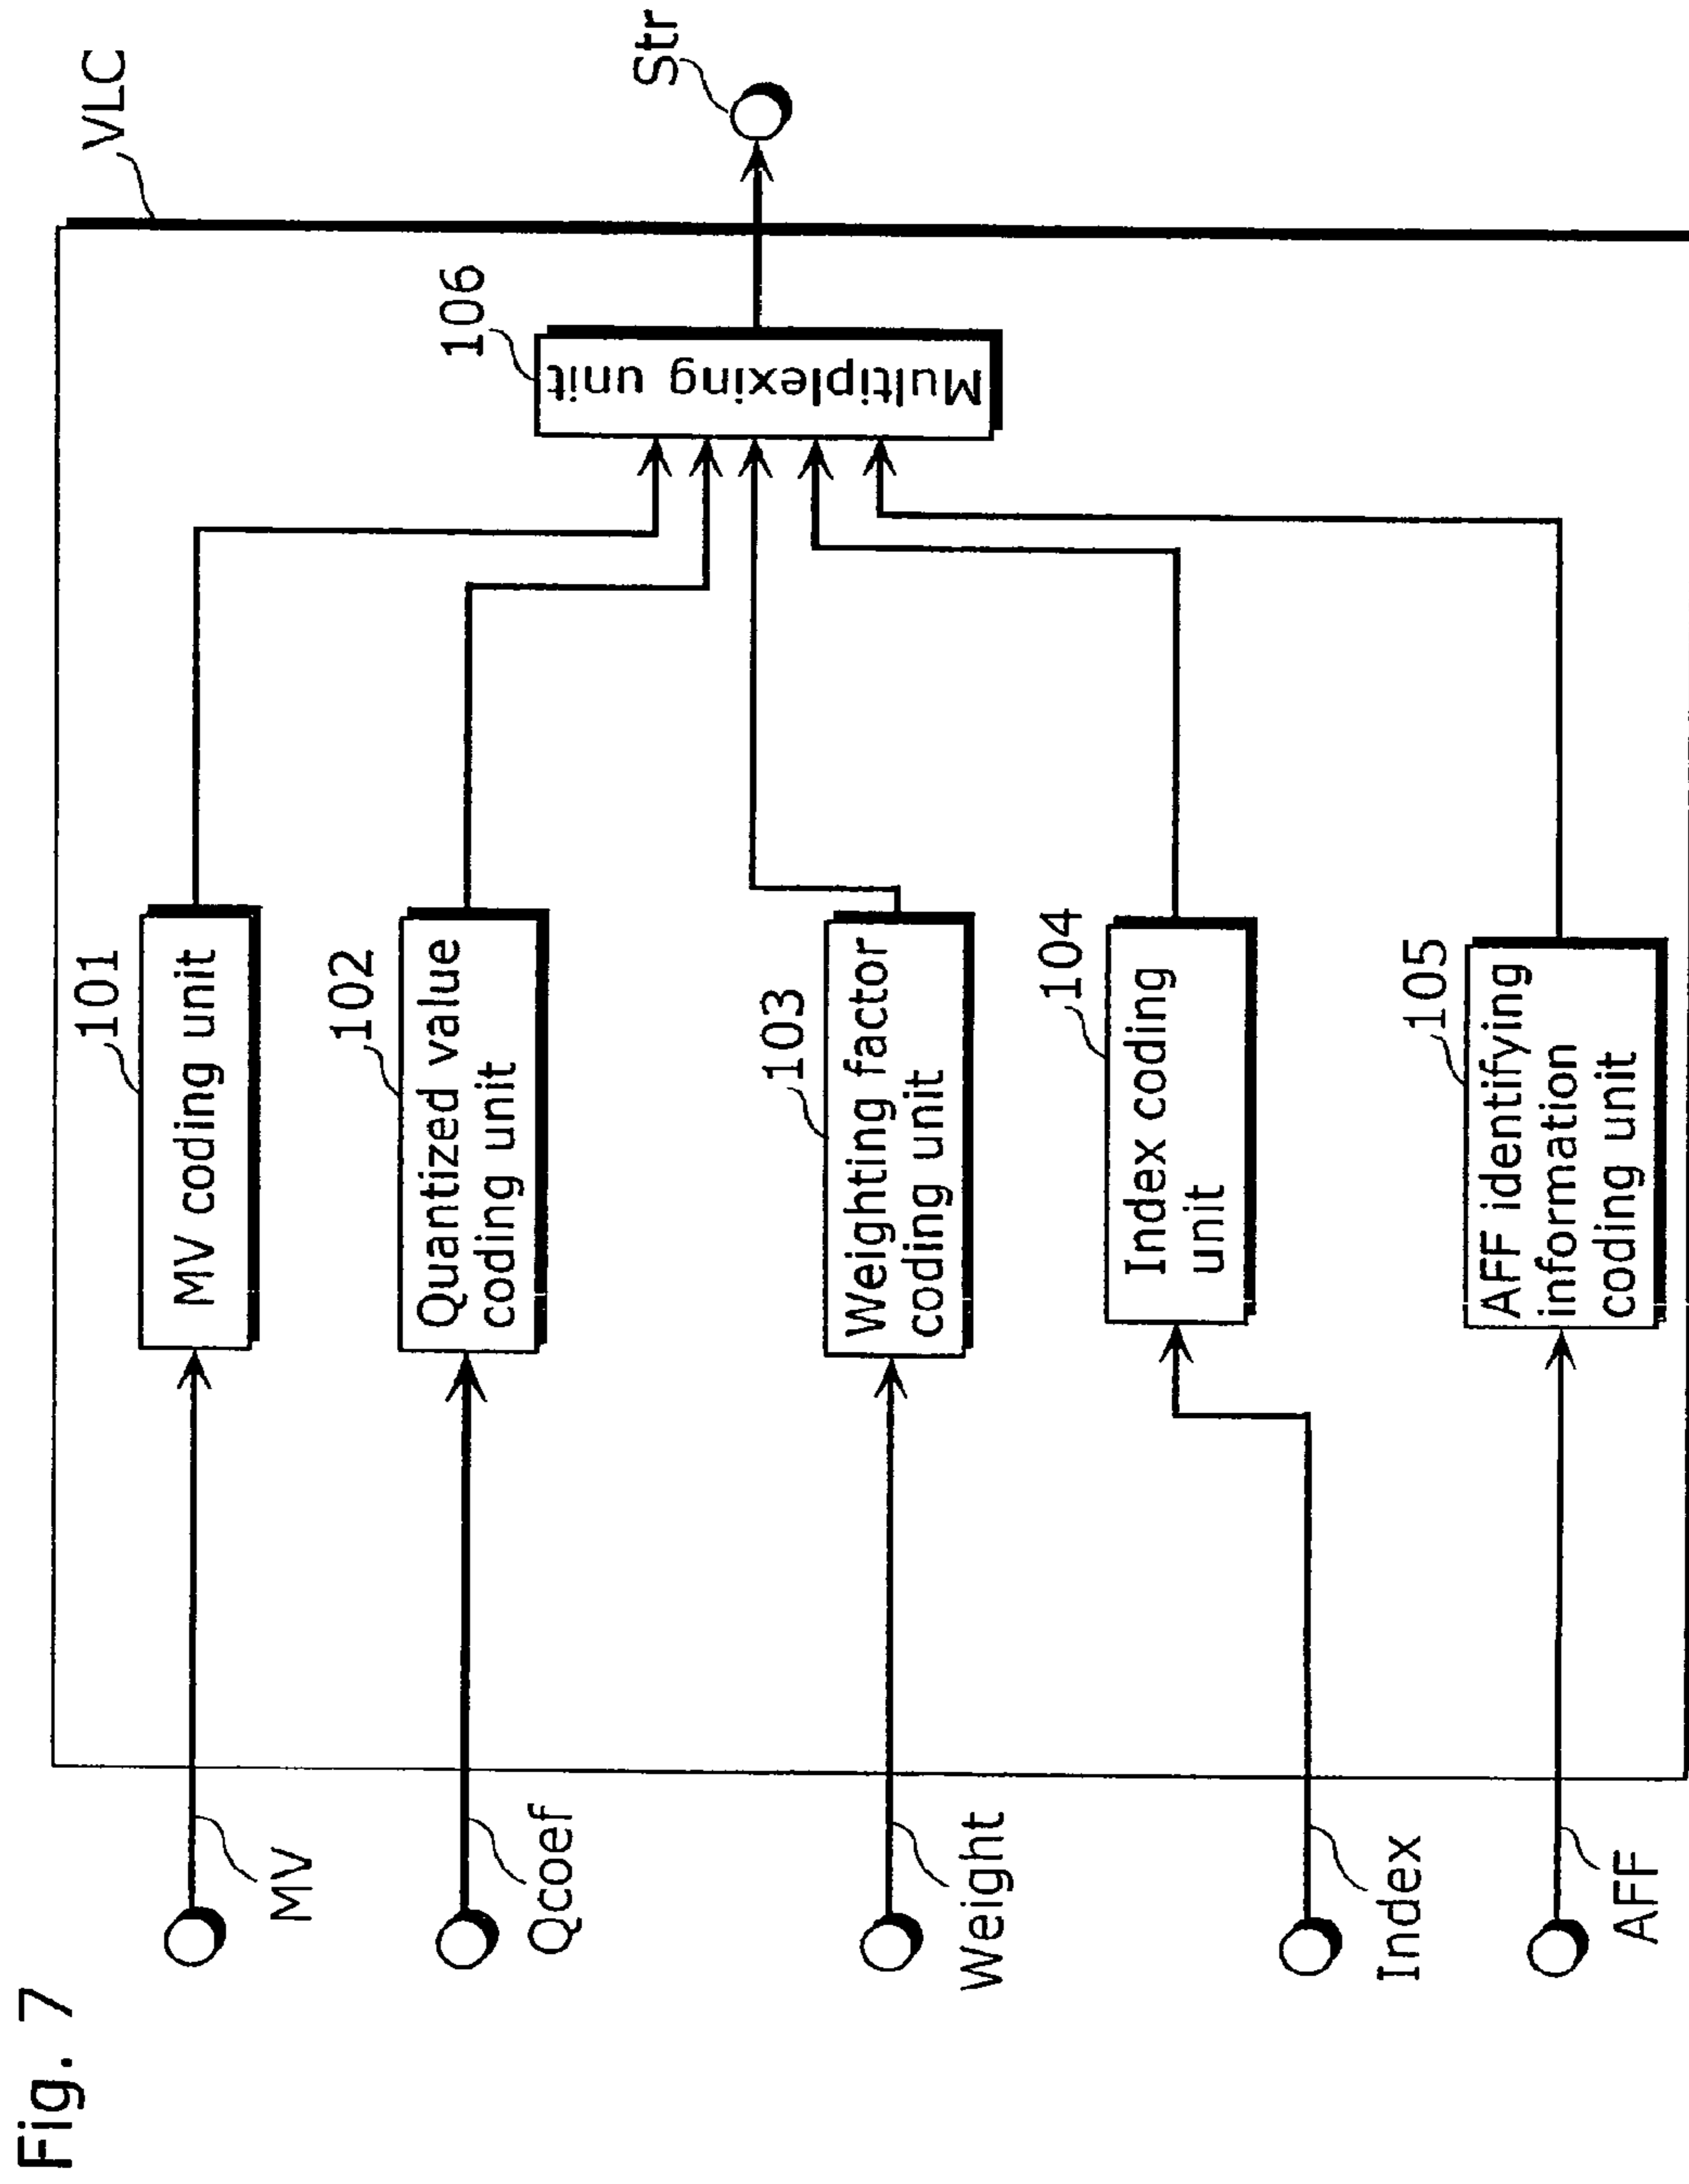 Fig. 7
VLC
MV
101
MV coding unit
Qcoef
102
Quantized value
coding unit
Weight
103
Weighting factor
coding unit
Index
104
Index coding
unit
AFF
105
AFF identifying
information
coding unit
106
Multiplexing unit
Str